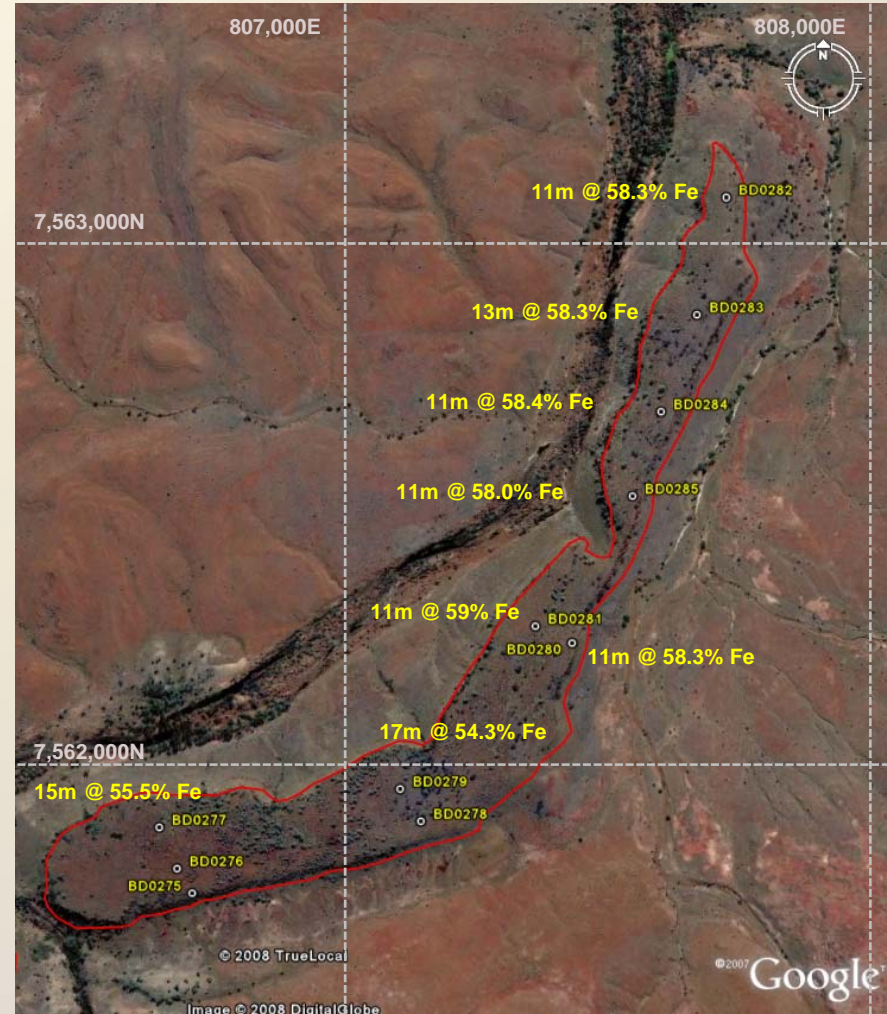 807,000E
808,000E
N
11m @ 58.3% Fe
BD0282
7,563,000N
13m @ 58.3% Fe
BD0283
11m @ 58.4% Fe
BD0284
11m @ 58.0% Fe
BD0285
11m @ 59% Fe
BD0281
BD0280
11m @ 58.3% Fe
17m @ 54.3% Fe
7,562,000N
BD0279
15m @ 55.5% Fe
BD0278
BD0277
BD0276
BD0275
© 2008 TrueLocal
©2007 Google™
Image © 2008 DigitalGlobe